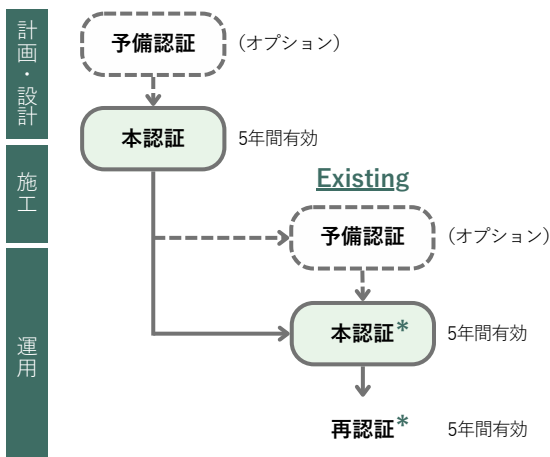 計画・設計
予備認証
(オプション)
本認証
5年間有効
施工
Existing
予備認証
(オプション)
運用
本認証*
5年間有効
再認証*
5年間有効